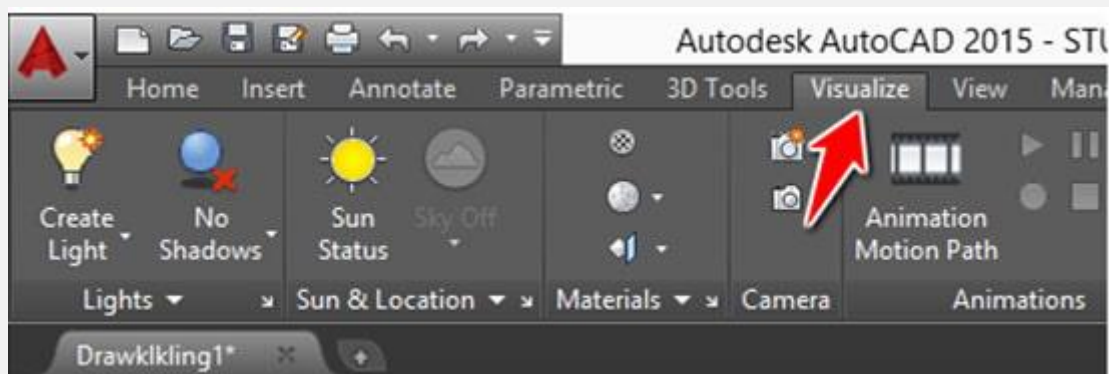 Autodesk AutoCAD 2015 - STU
Home Insert Annotate Parametric 3D Tools Visualize View Mana
Create Light
No Shadows
Sun Status
Sky Off
Animation Motion Path
Lights Sun & Location Materials Camera Animations
Drawklkling1*